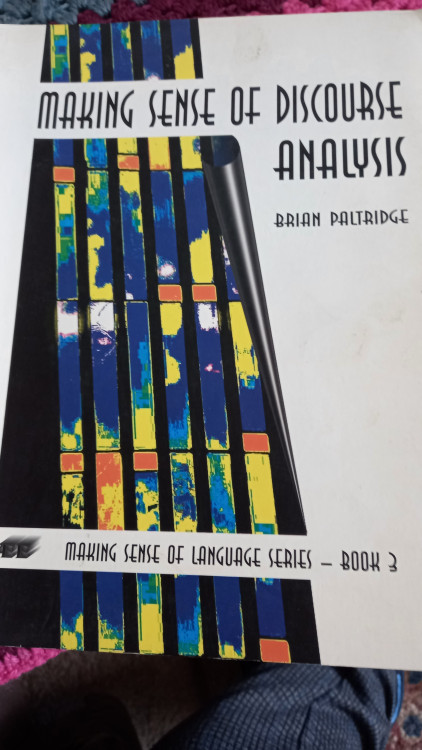 MAKING SENSE OF DISCOURSE
ANALYSIS
BRIAN PALTRIDGE
MAKING SENSE OF LANGUAGE SERIES – BOOK 3